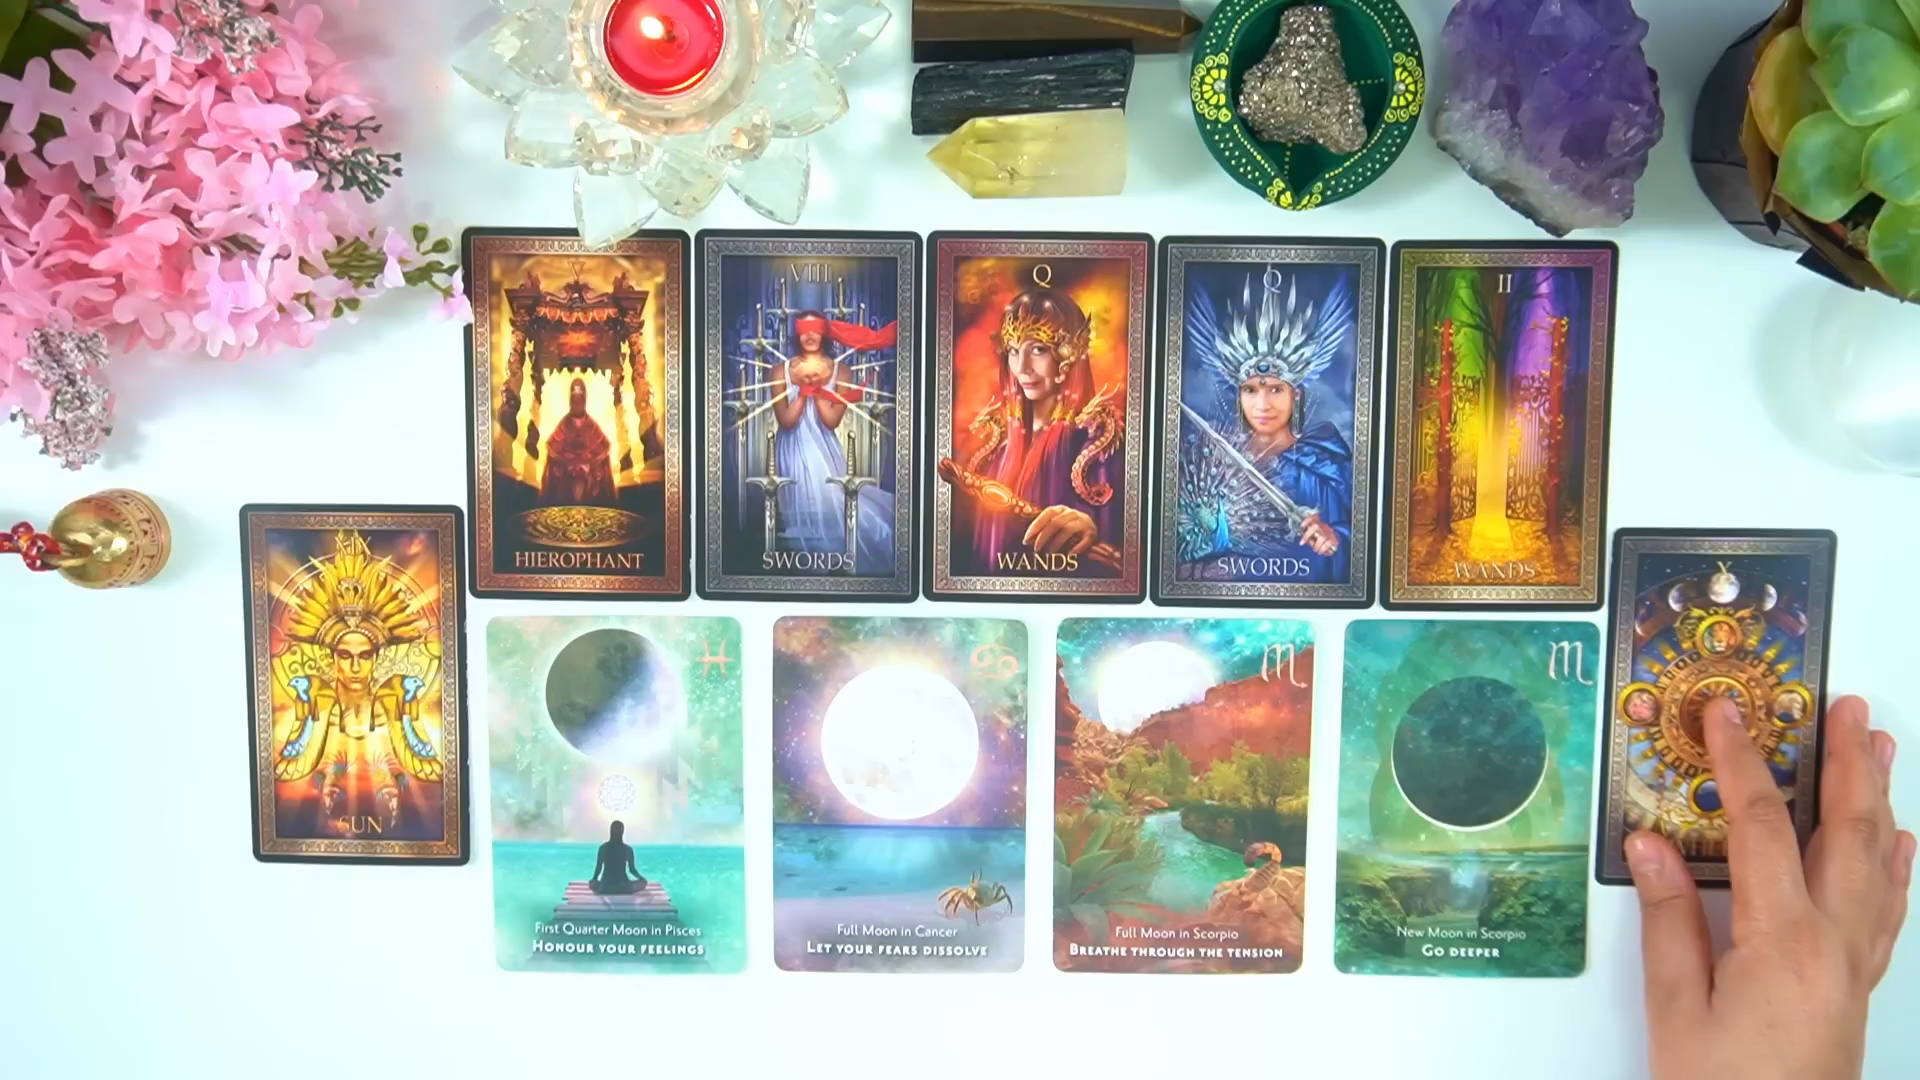 V
HIEROPHANT
VIII
SWORDS
Q
WANDS
Q
SWORDS
II
WANDS
XIX
SUN
First Quarter Moon in Pisces
HONOUR YOUR FEELINGS
Full Moon in Cancer
LET YOUR FEARS DISSOLVE
Full Moon in Scorpio
BREATHE THROUGH THE TENSION
New Moon in Scorpio
GO DEEPER